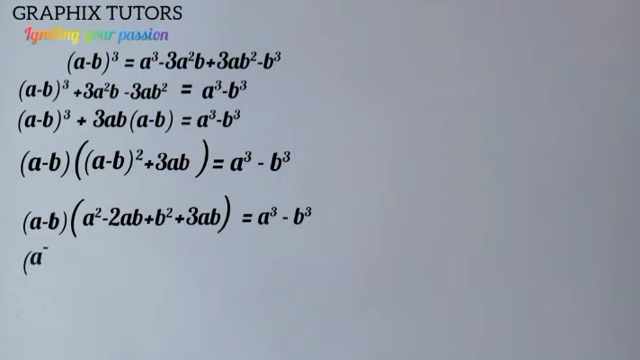 GRAPHIX TUTORS
Igniting your passion
(a-b)³ = a³-3a²b+3ab²-b³
(a-b)³ +3a²b -3ab² = a³-b³
(a-b)³ + 3ab(a-b) = a³-b³
(a-b)((a-b)²+3ab) = a³ - b³
(a-b)(a²-2ab+b²+3ab) = a³ - b³
(a-